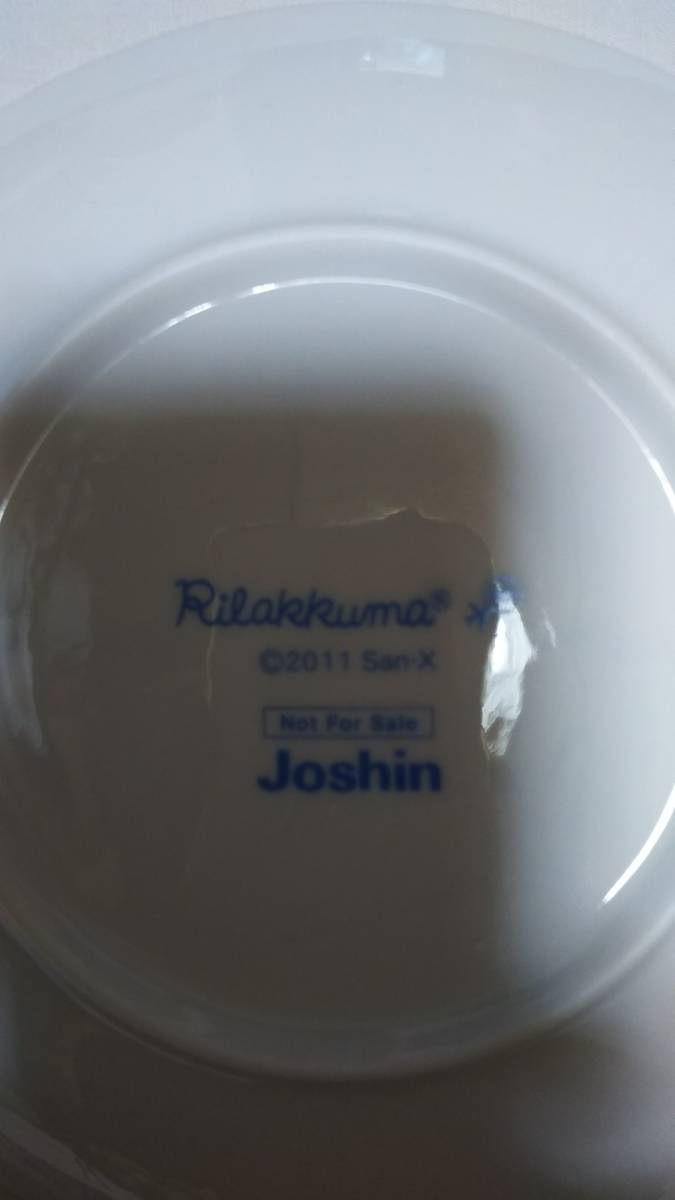 Rilakkuma®
©2011 San-X
Not For Sale
Joshin